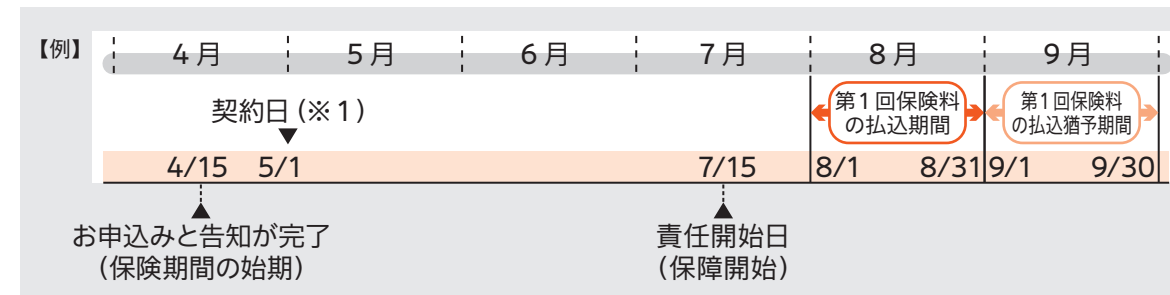 【例】 4月 5月 6月 7月 8月 9月
契約日(※1)
第1回保険料
の払込期間
第1回保険料
の払込猶予期間
4/15 5/1 7/15 8/1 8/31 9/1 9/30
お申込みと告知が完了
(保険期間の始期)
責任開始日
(保障開始)